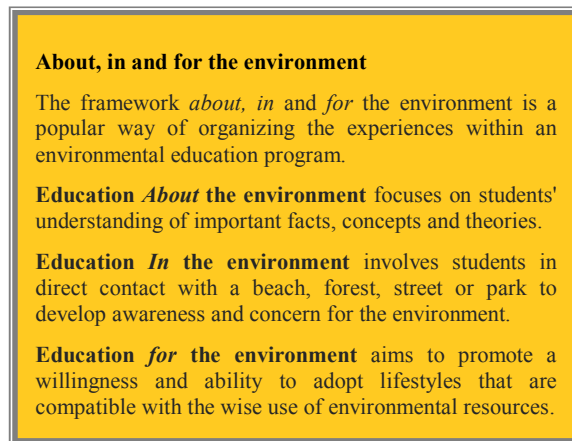 About, in and for the environment
The framework about, in and for the environment is a
popular way of organizing the experiences within an
environmental education program.
Education About the environment focuses on students'
understanding of important facts, concepts and theories.
Education In the environment involves students in
direct contact with a beach, forest, street or park to
develop awareness and concern for the environment.
Education for the environment aims to promote a
willingness and ability to adopt lifestyles that are
compatible with the wise use of environmental resources.